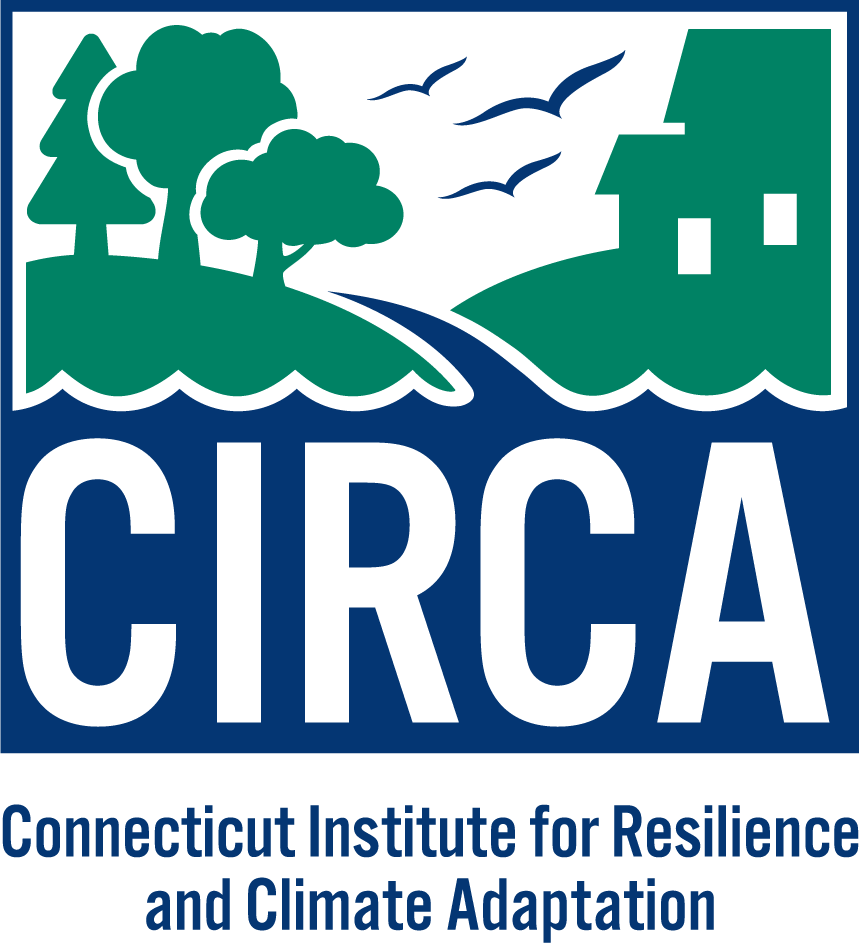 CIRCA
Connecticut Institute for Resilience
and Climate Adaptation